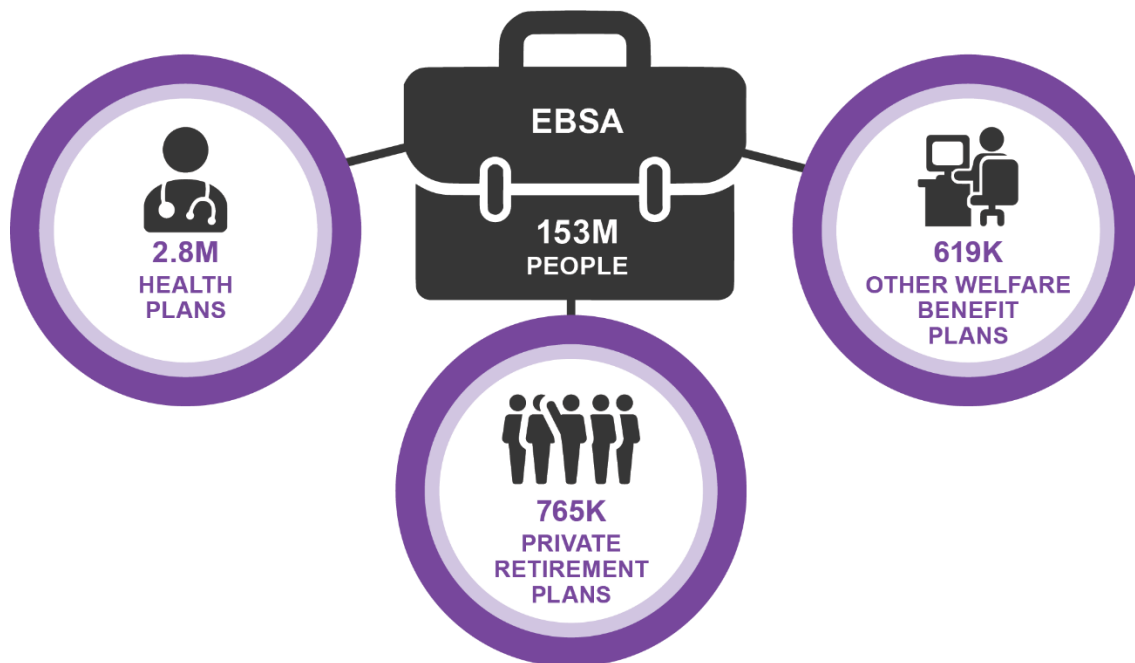 EBSA
153M
PEOPLE
2.8M
HEALTH
PLANS
619K
OTHER WELFARE
BENEFIT
PLANS
765K
PRIVATE
RETIREMENT
PLANS